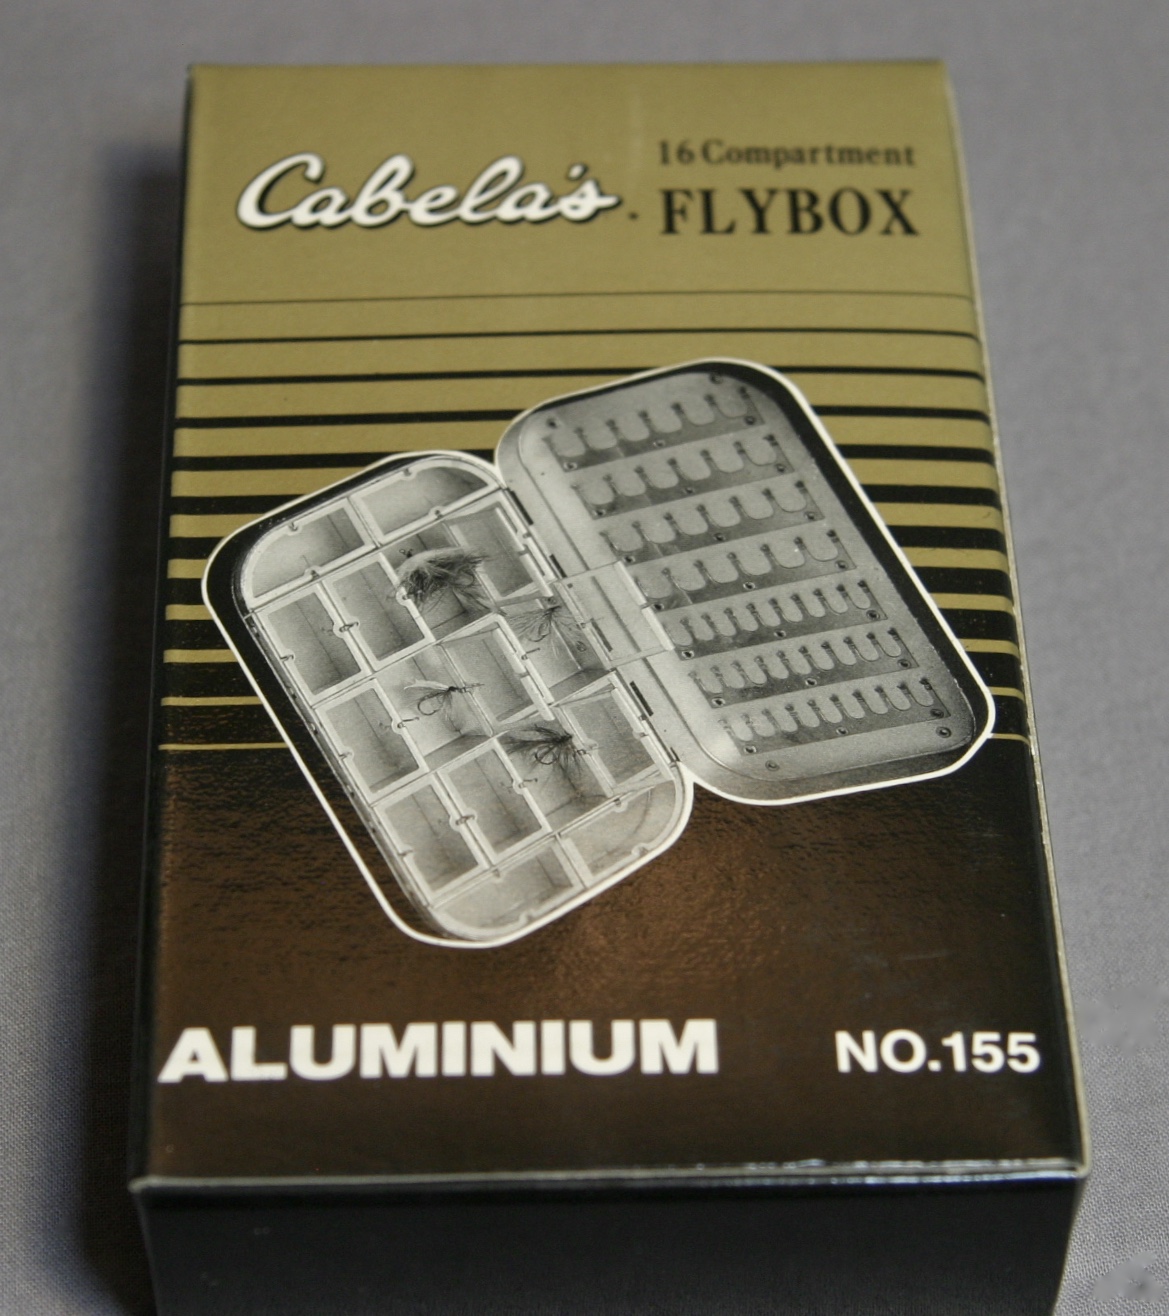 Cabela's
16 Compartment
FLYBOX
ALUMINIUM
NO.155